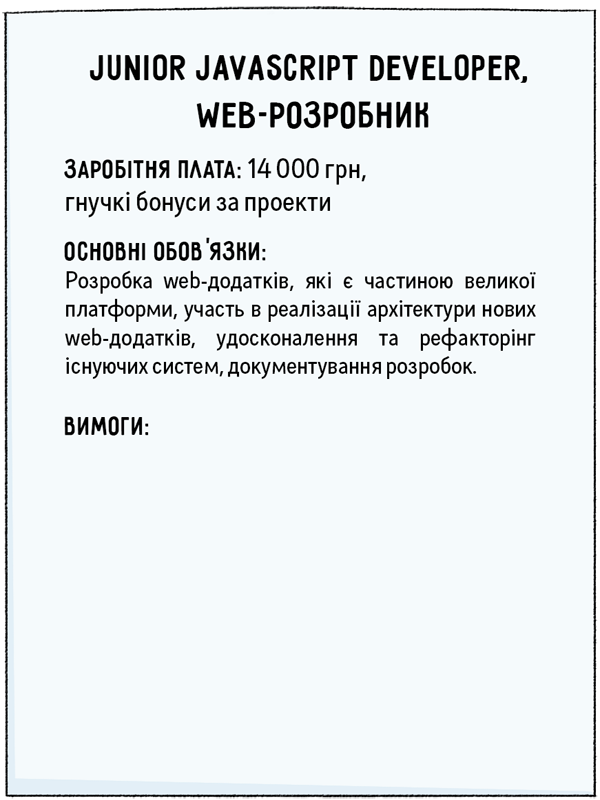 JUNIOR JAVASCRIPT DEVELOPER,
WEB-РОЗРОБНИК
ЗАРОБІТНЯ ПЛАТА: 14 000 грн,
гнучкі бонуси за проекти
ОСНОВНІ ОБОВ'ЯЗКИ:
Розробка web-додатків, які є частиною великої
платформи, участь в реалізації архітектури нових
web-додатків, удосконалення та рефакторінг
існуючих систем, документування розробок.
ВИМОГИ: